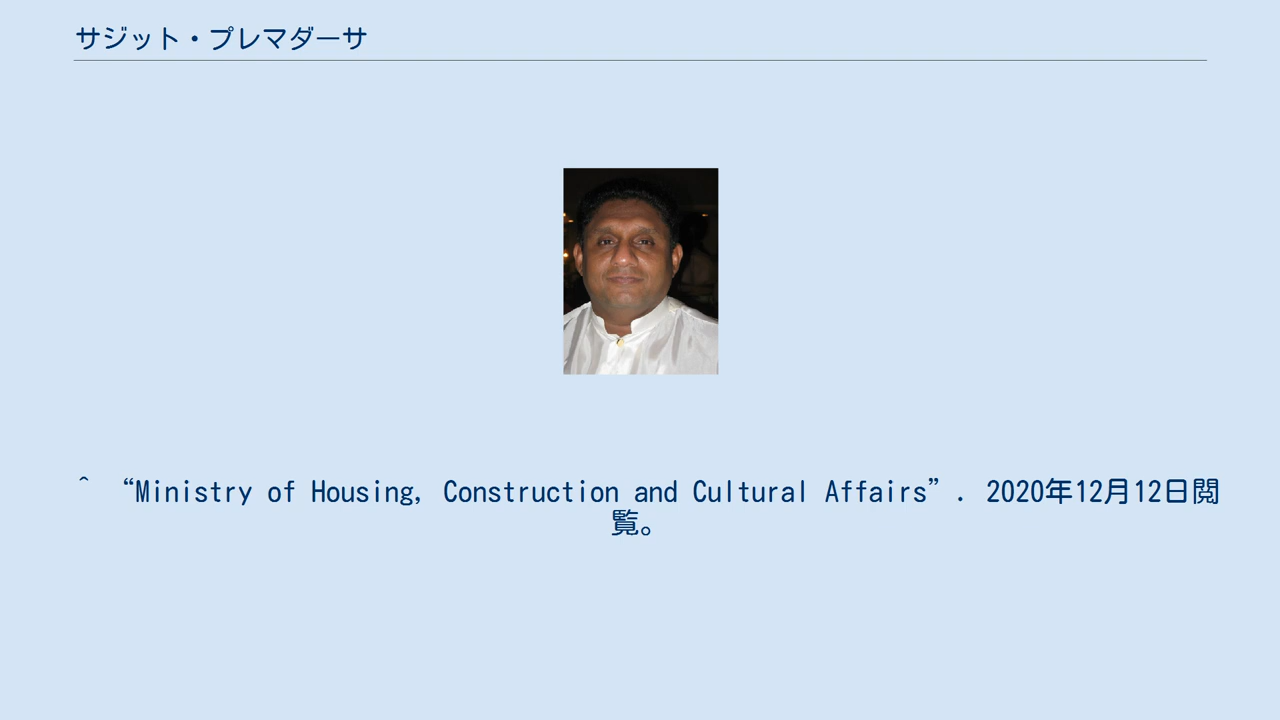 サジット・プレマダーサ
^ “Ministry of Housing, Construction and Cultural Affairs”. 2020年12月12日閲
覧。